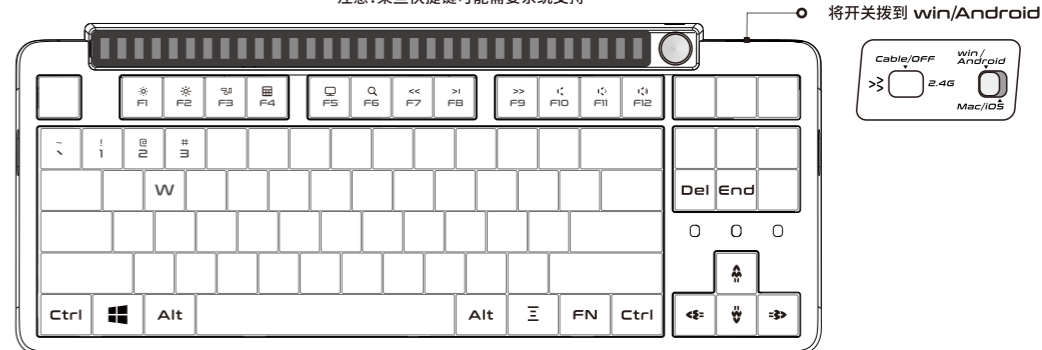 注意:某些快捷键可能需要系统支持
将开关拨到 win/Android
Cable/OFF
win/
Android
2.4G
Mac/iOS
F1 F2 F3 F4 F5 F6 F7 F8 F9 F10 F11 F12
<< >I >>
~ ! @ #
、 1 2 3
W
Del End
Ctrl Alt Alt FN Ctrl